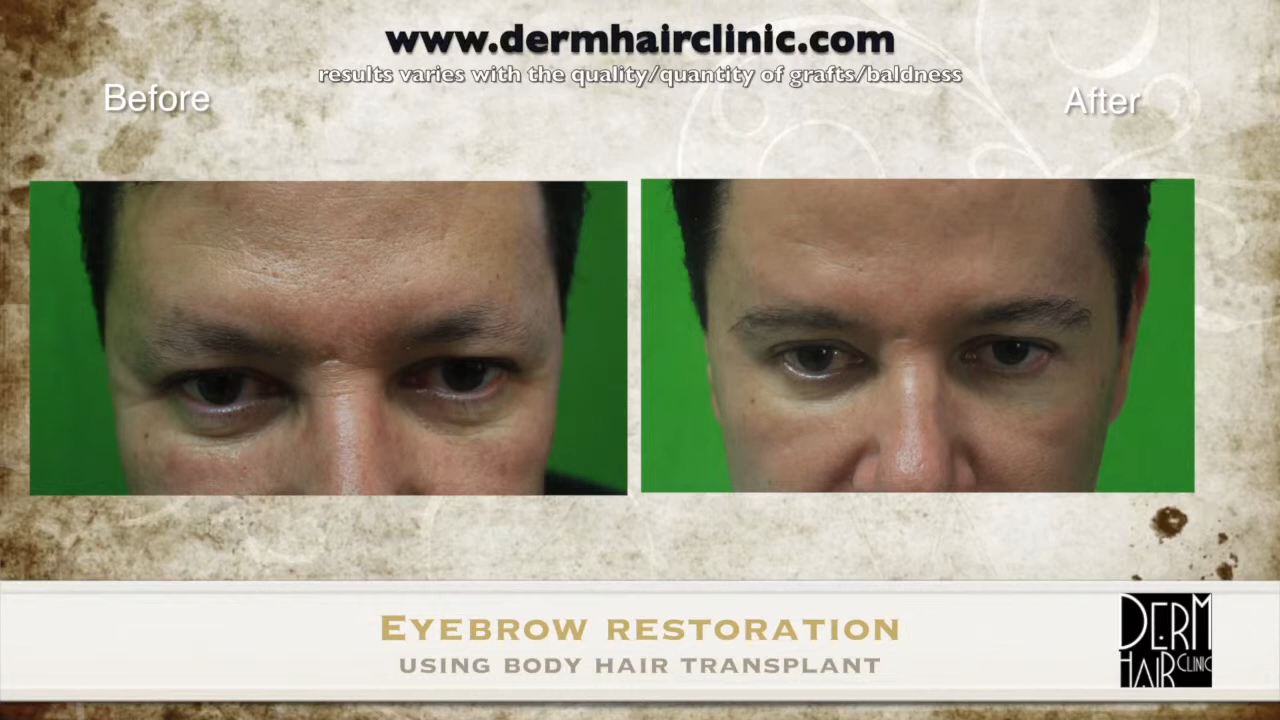 www.dermhairclinic.com
results varies with the quality/quantity of grafts/baldness
Before
After
EYEBROW RESTORATION
USING BODY HAIR TRANSPLANT
DERM
HAIR CLINIC